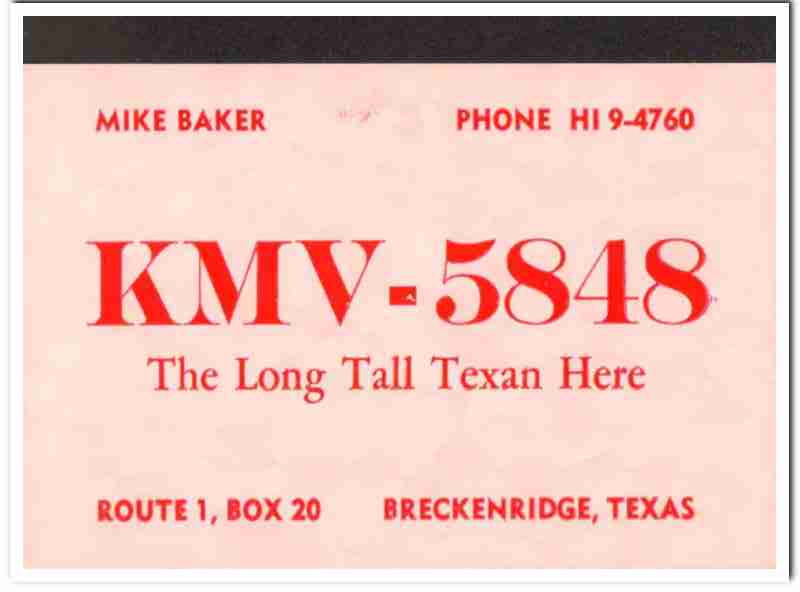 MIKE BAKER PHONE HI 9-4760
KMV-5848
The Long Tall Texan Here
ROUTE 1, BOX 20 BRECKENRIDGE, TEXAS